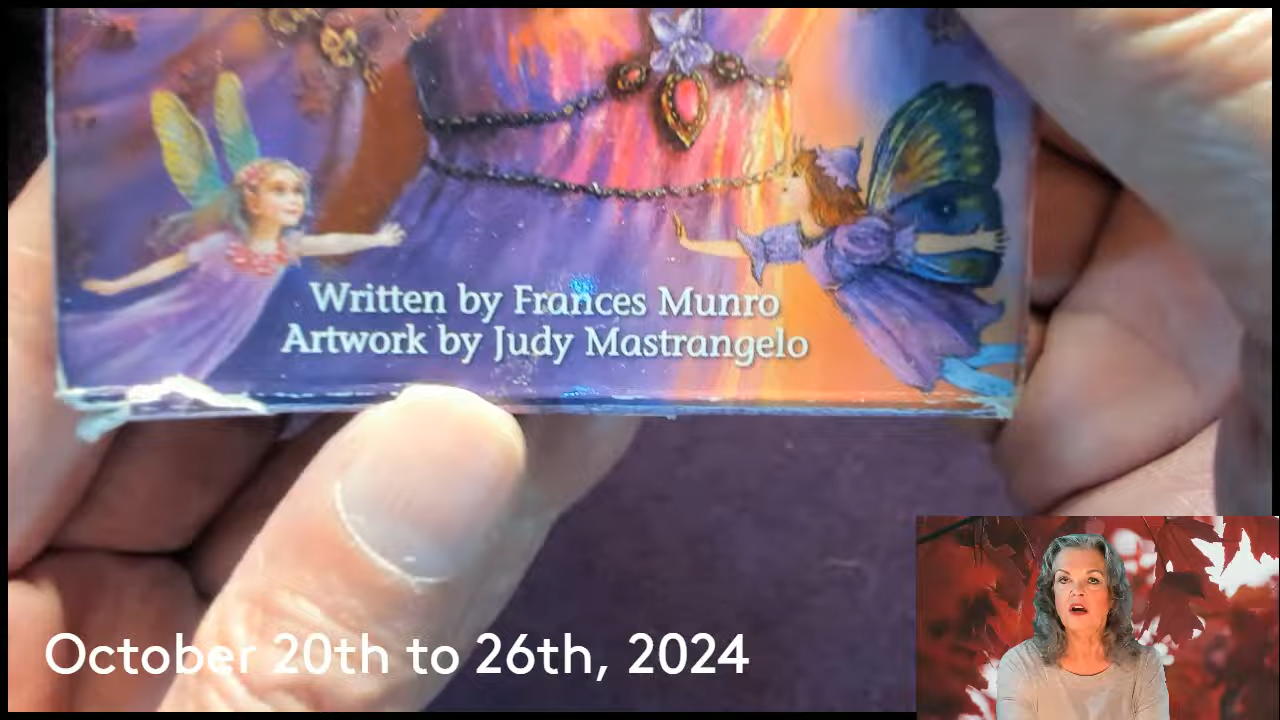 Written by Frances Munro
Artwork by Judy Mastrangelo
October 20th to 26th, 2024